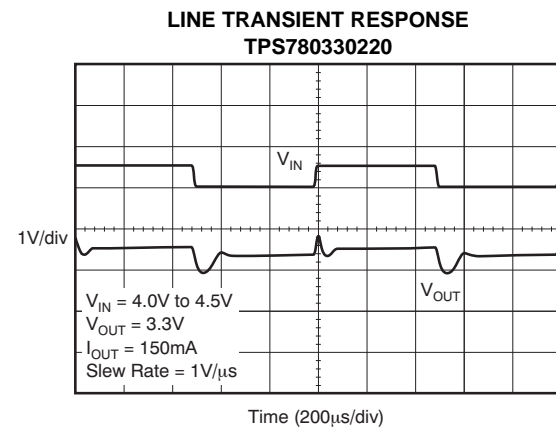 LINE TRANSIENT RESPONSE
TPS780330220
V_IN
1V/div
V_OUT
V_IN = 4.0V to 4.5V
V_OUT = 3.3V
I_OUT = 150mA
Slew Rate = 1V/μs
Time (200μs/div)